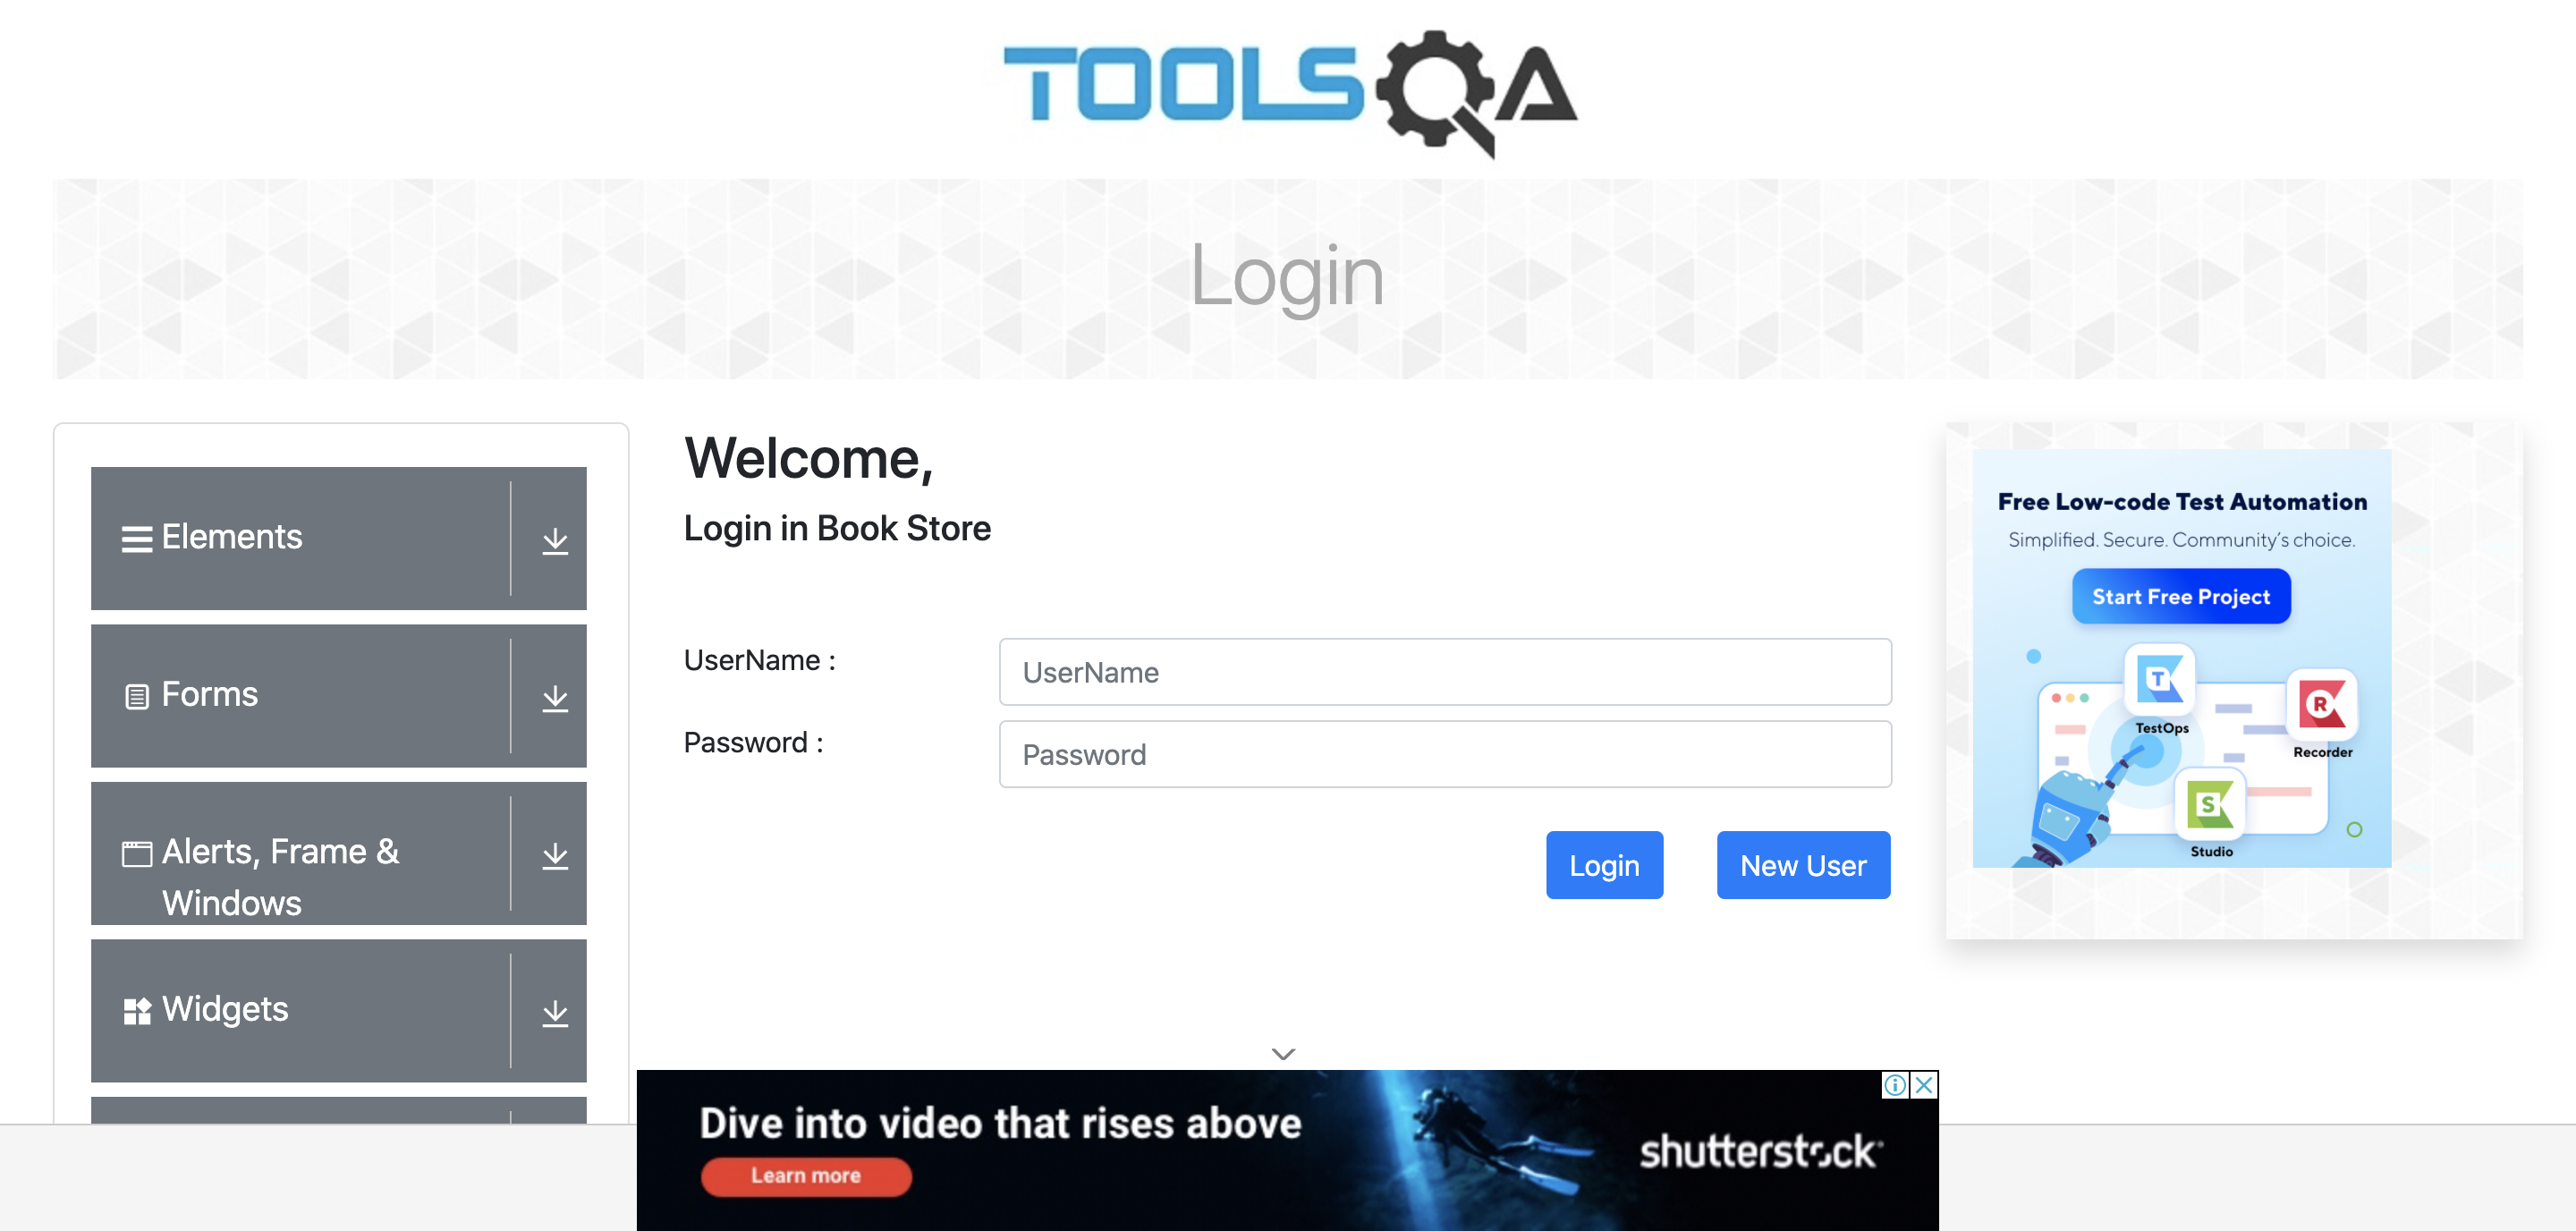 TOOLSQA
Login
Elements
Forms
Alerts, Frame &
Windows
Widgets
Welcome,
Login in Book Store
UserName :
UserName
Password :
Password
Login
New User
Free Low-code Test Automation
Simplified. Secure. Community's choice.
Start Free Project
T
TestOps
R
Recorder
S
Studio
Dive into video that rises above
Learn more
shutterstock